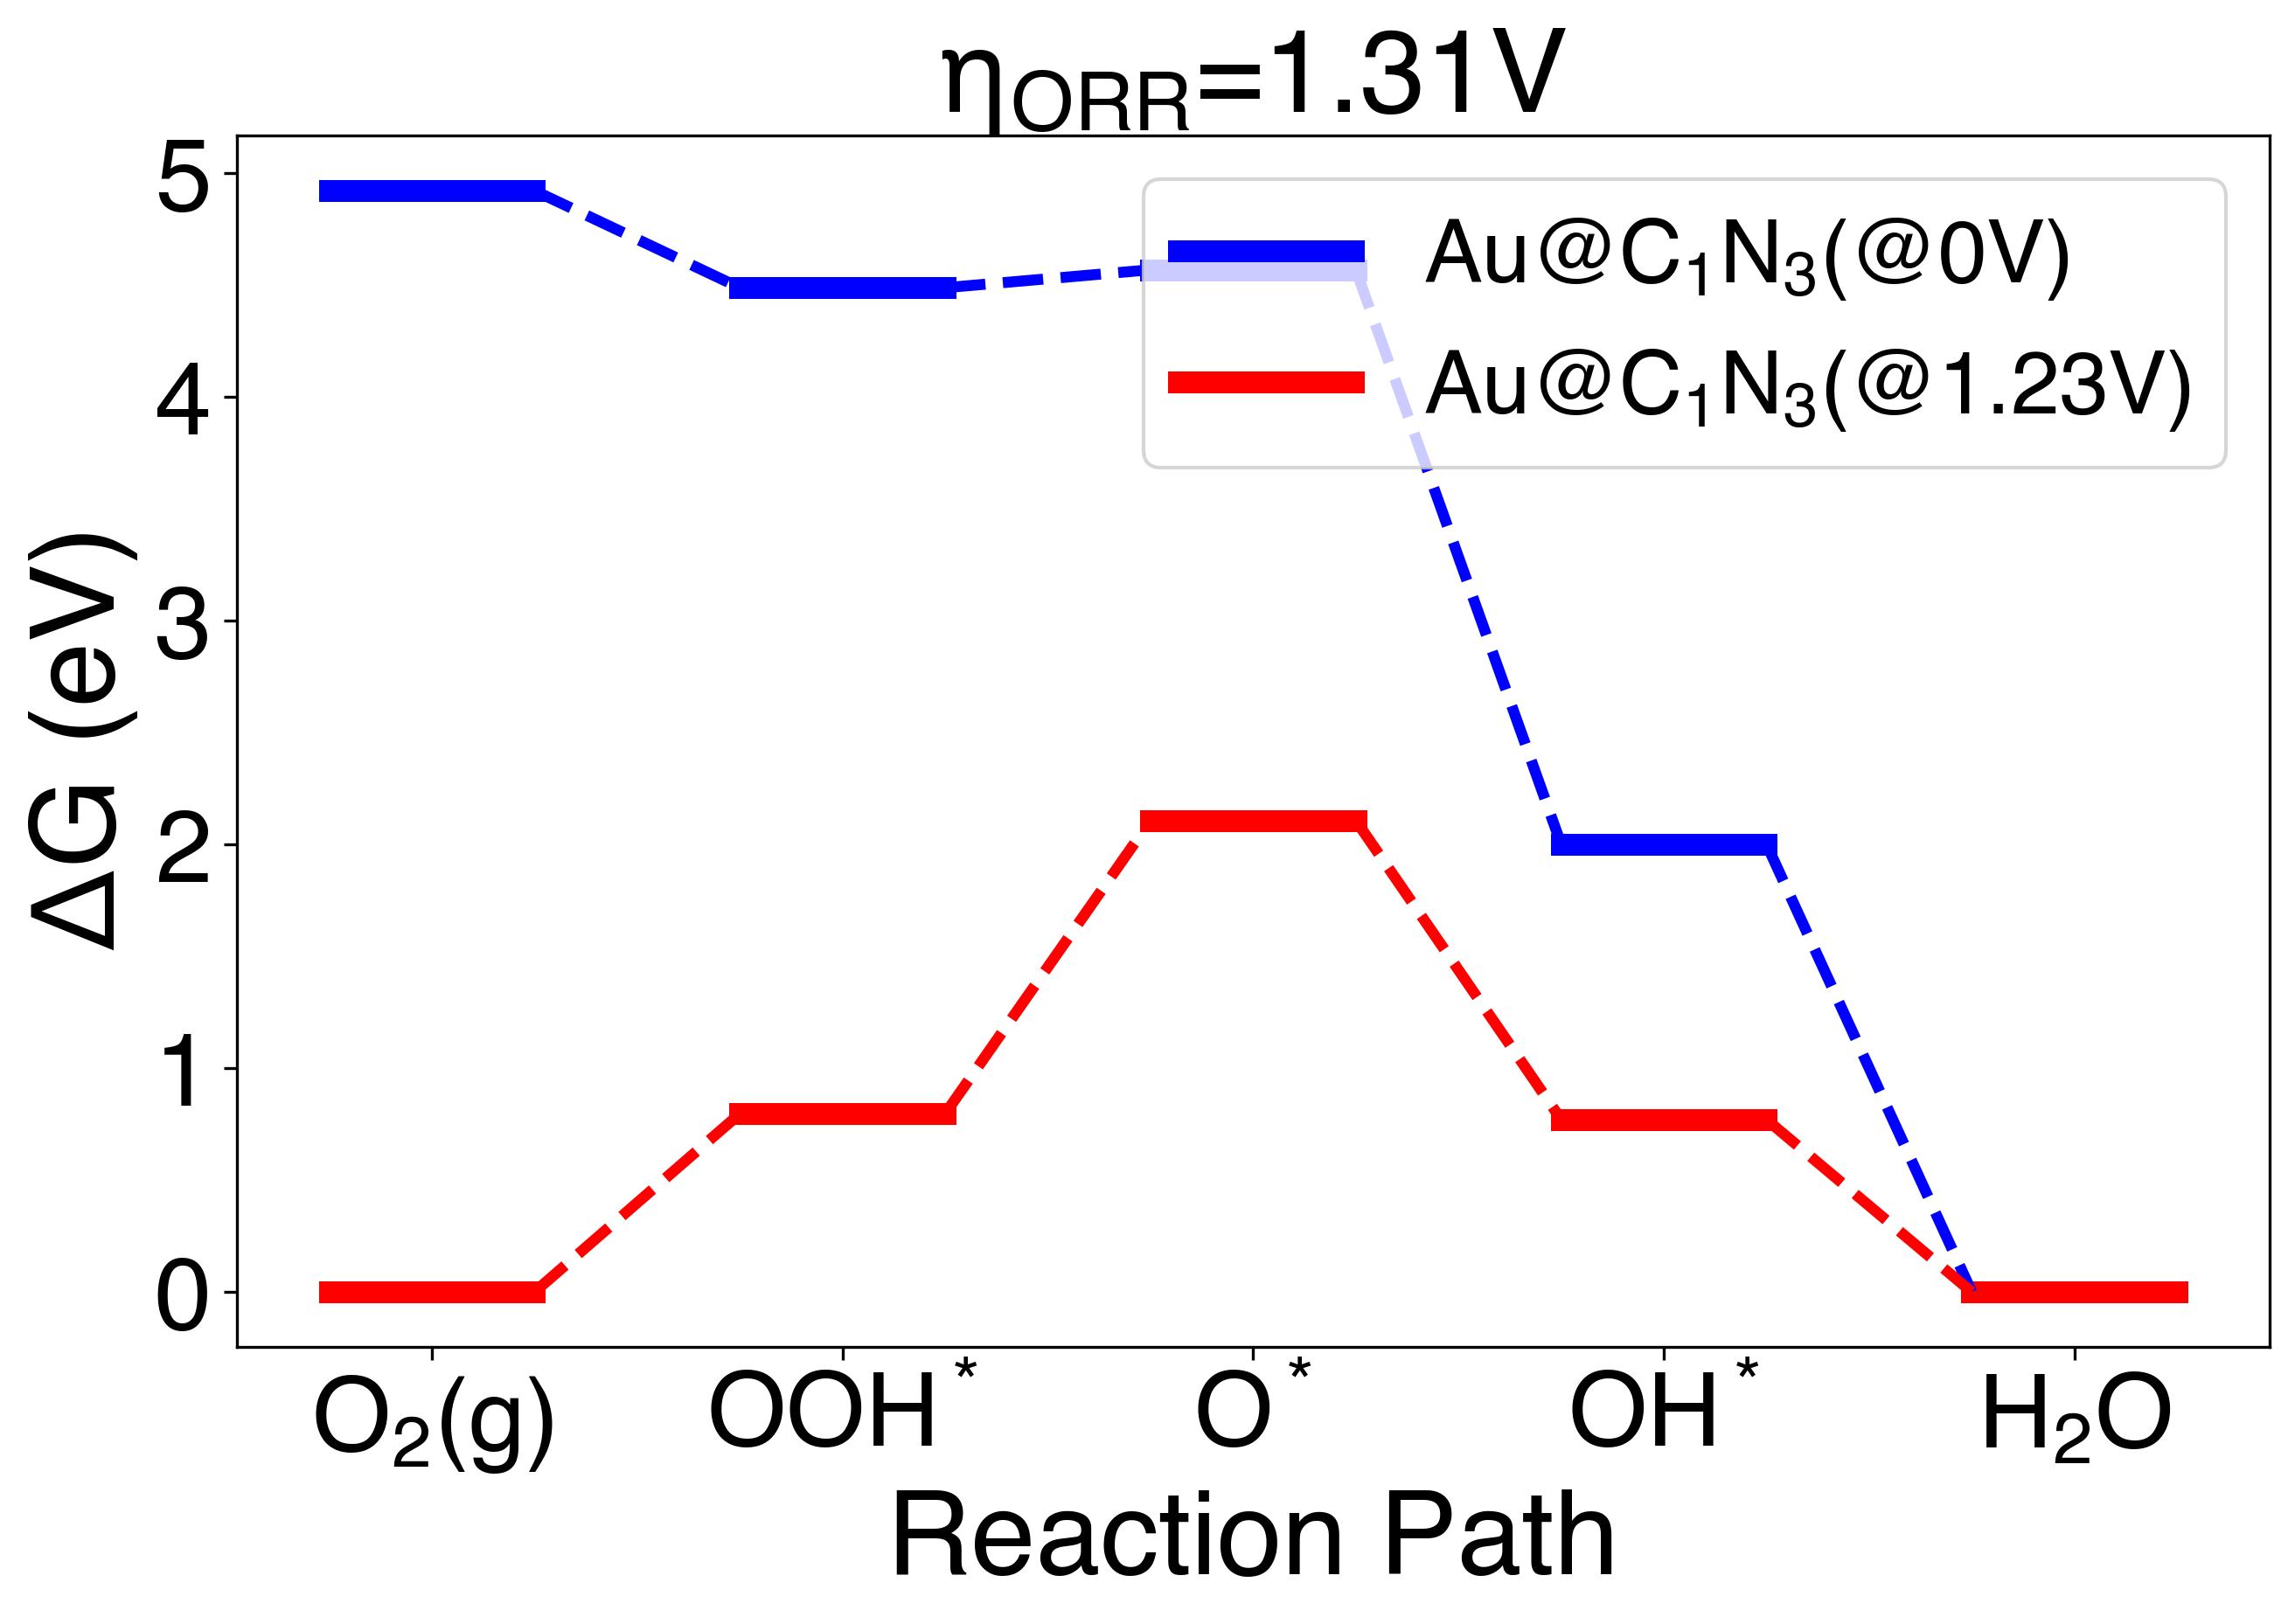 η_ORR=1.31V
5
4
3
2
1
0
ΔG (eV)
Au@C₁N₃(@0V)
Au@C₁N₃(@1.23V)
O₂(g) OOH* O* OH* H₂O
Reaction Path